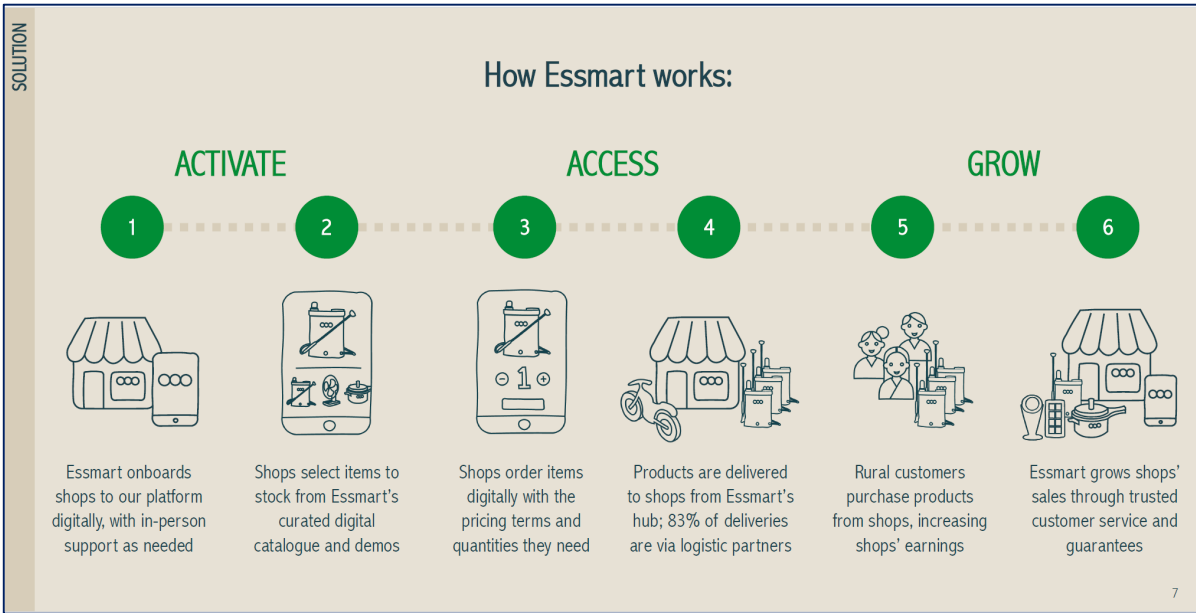 SOLUTION
How Essmart works:
ACTIVATE
ACCESS
GROW
1
2
3
4
5
6
1
Essmart onboards
shops to our platform
digitally, with in-person
support as needed
Shops select items to
stock from Essmart's
curated digital
catalogue and demos
Shops order items
digitally with the
pricing terms and
quantities they need
Products are delivered
to shops from Essmart's
hub; 83% of deliveries
are via logistic partners
Rural customers
purchase products
from shops, increasing
shops' earnings
Essmart grows shops'
sales through trusted
customer service and
guarantees
7